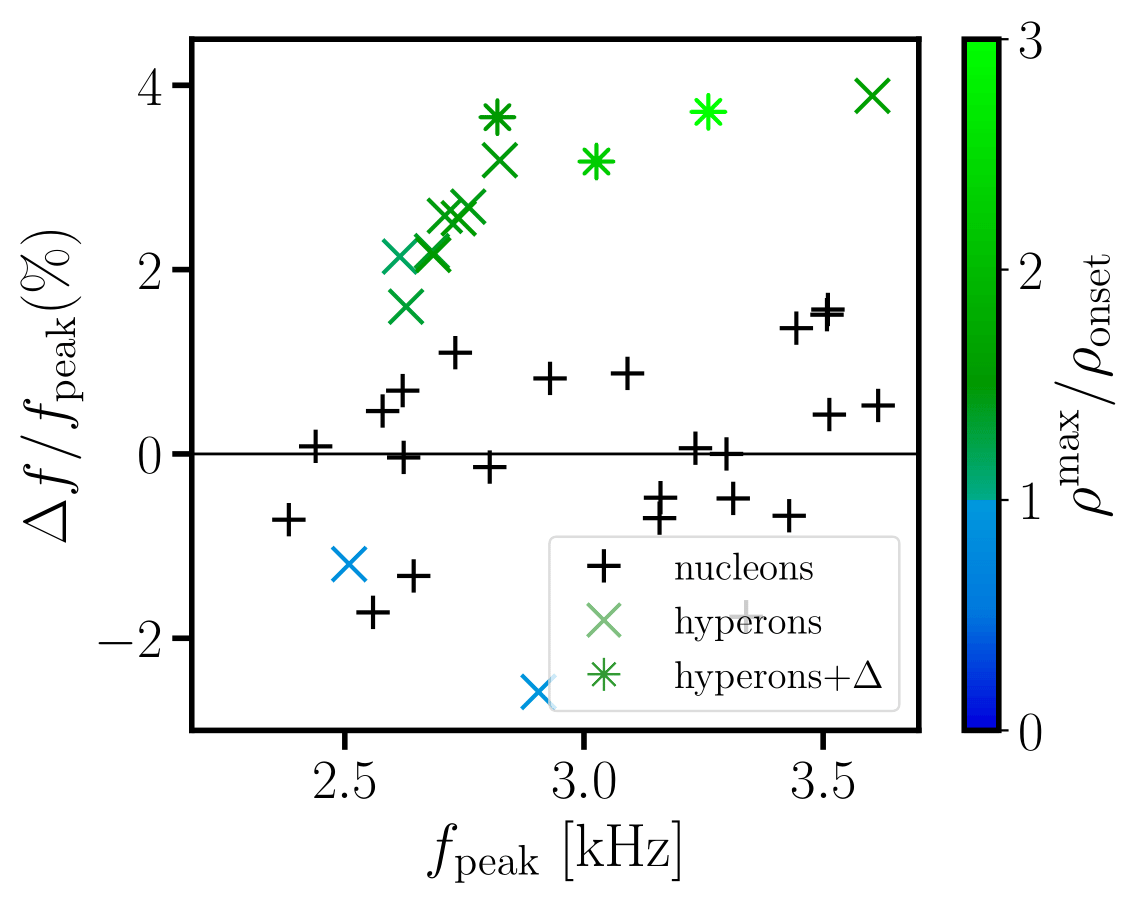 4
2
0
−2
Δf/f_peak(%)
2.5
3.0
3.5
f_peak [kHz]
nucleons
hyperons
hyperons+Δ
3
2
1
0
ρ^max/ρ_onset